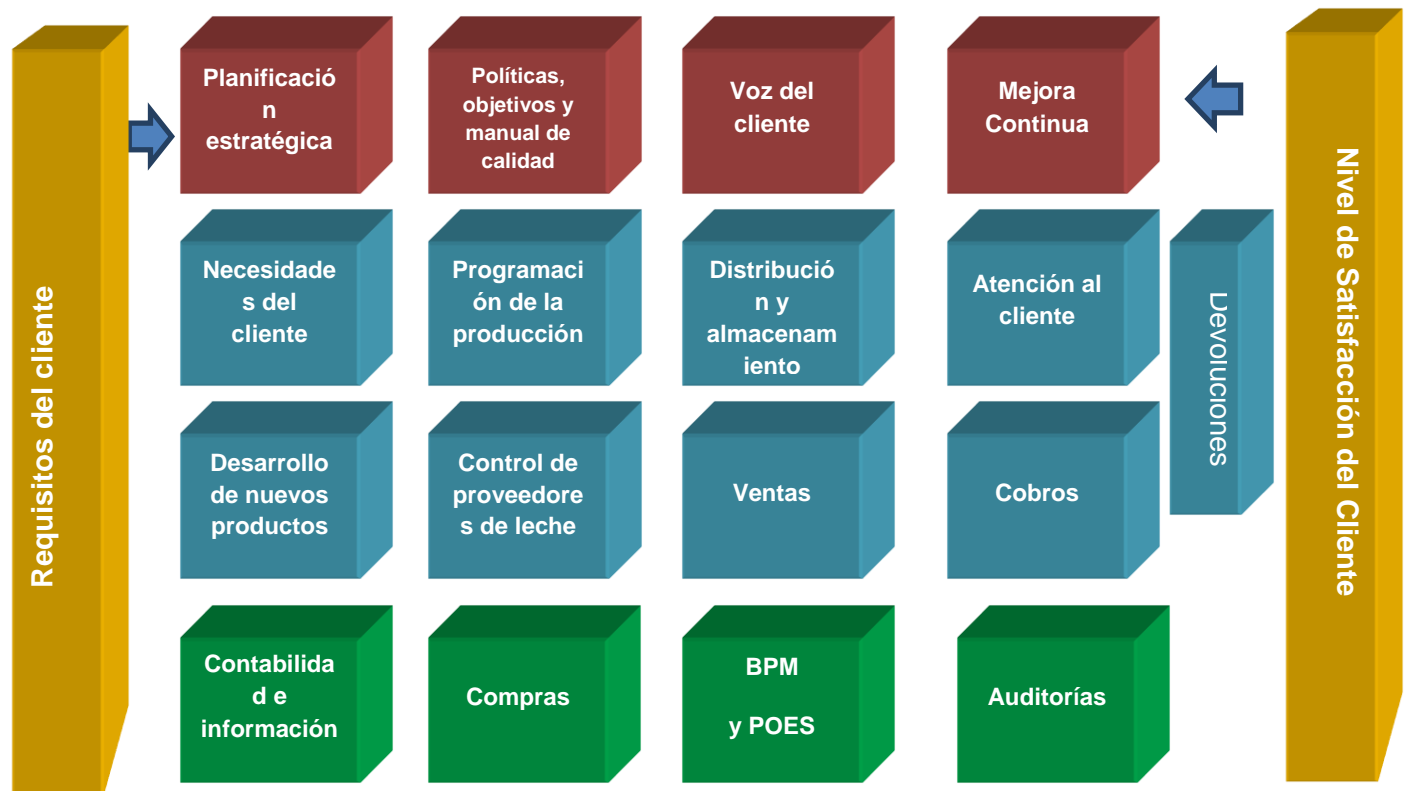 Requisitos del cliente
Planificació
n
estratégica
Políticas,
objetivos y
manual de
calidad
Voz del
cliente
Mejora
Continua
Necesidade
s del
cliente
Programaci
ón de la
producción
Distribució
n y
almacenam
iento
Atención al
cliente
Devoluciones
Desarrollo
de nuevos
productos
Control de
proveedore
s de leche
Ventas
Cobros
Contabilida
d e
información
Compras
BPM
y POES
Auditorías
Nivel de Satisfacción del Cliente